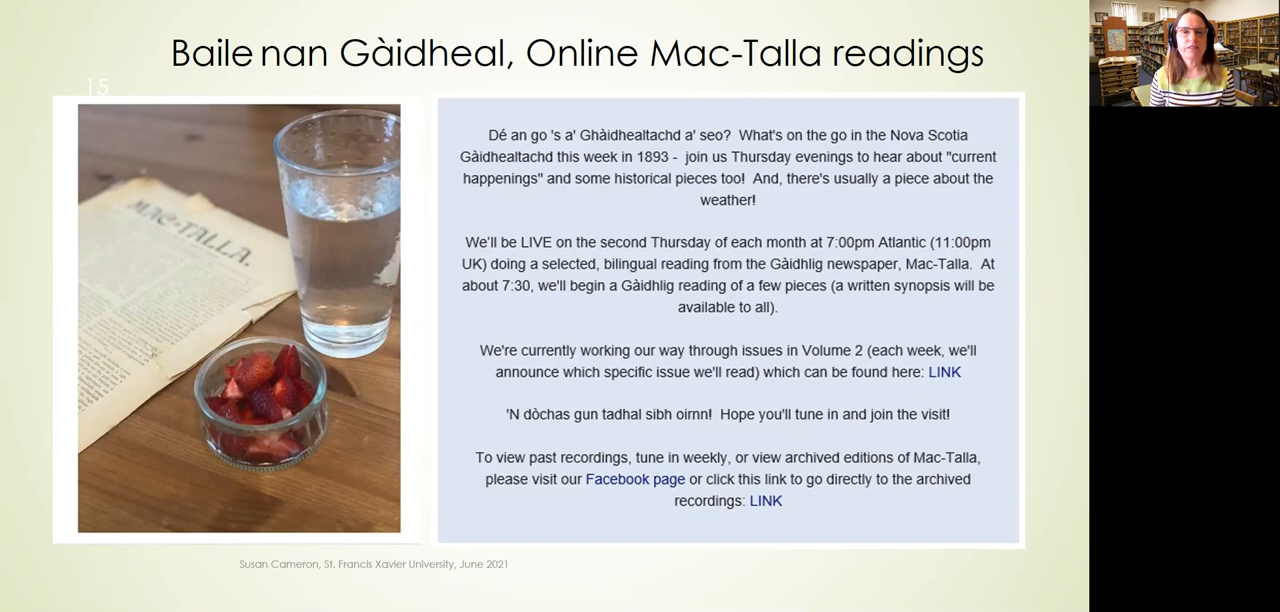 Baile nan Gàidheal, Online Mac-Talla readings
15
MAC-TALLA.
Dé an go 's a' Ghàidhealtachd a' seo?  What's on the go in the Nova Scotia
Gàidhealtachd this week in 1893 -  join us Thursday evenings to hear about "current
happenings" and some historical pieces too!  And, there's usually a piece about the
weather!
We'll be LIVE on the second Thursday of each month at 7:00pm Atlantic (11:00pm
UK) doing a selected, bilingual reading from the Gàidhlig newspaper, Mac-Talla.  At
about 7:30, we'll begin a Gàidhlig reading of a few pieces (a written synopsis will be
available to all).
We're currently working our way through issues in Volume 2 (each week, we'll
announce which specific issue we'll read) which can be found here: LINK
'N dòchas gun tadhal sibh oirnn!  Hope you'll tune in and join the visit!
To view past recordings, tune in weekly, or view archived editions of Mac-Talla,
please visit our Facebook page or click this link to go directly to the archived
recordings: LINK
Susan Cameron, St. Francis Xavier University, June 2021